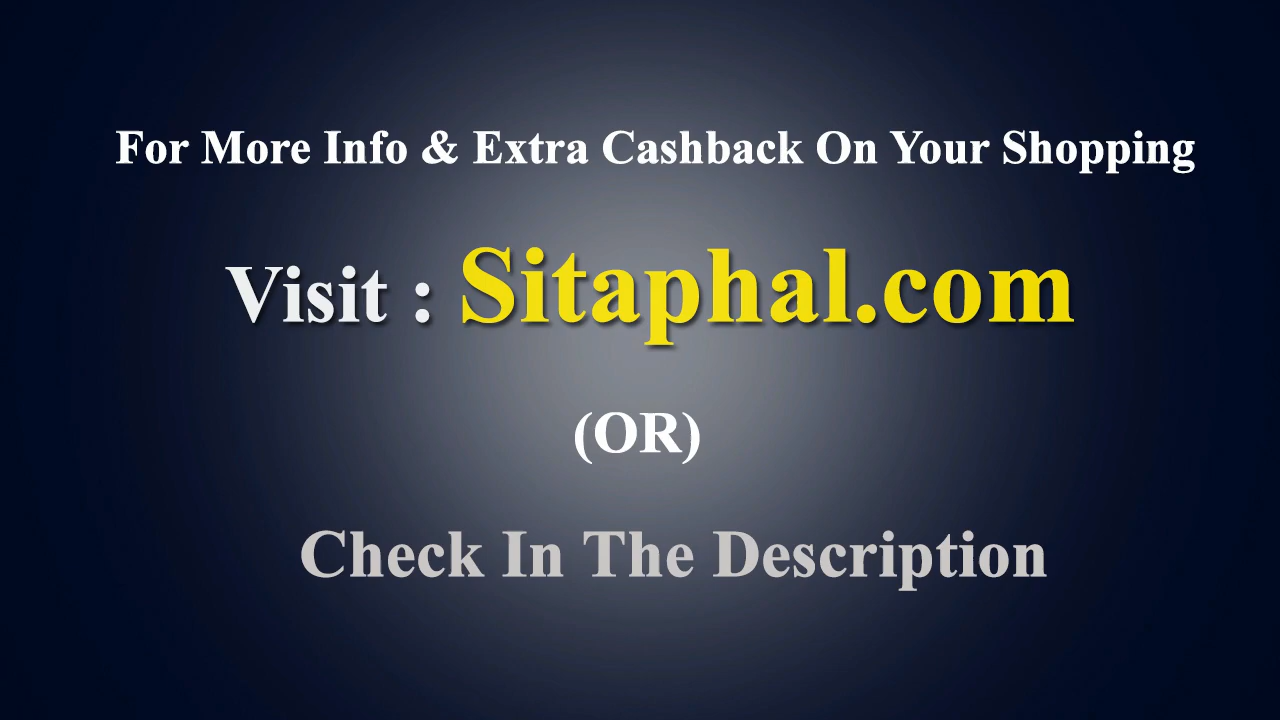 For More Info & Extra Cashback On Your Shopping
Visit : Sitaphal.com
(OR)
Check In The Description